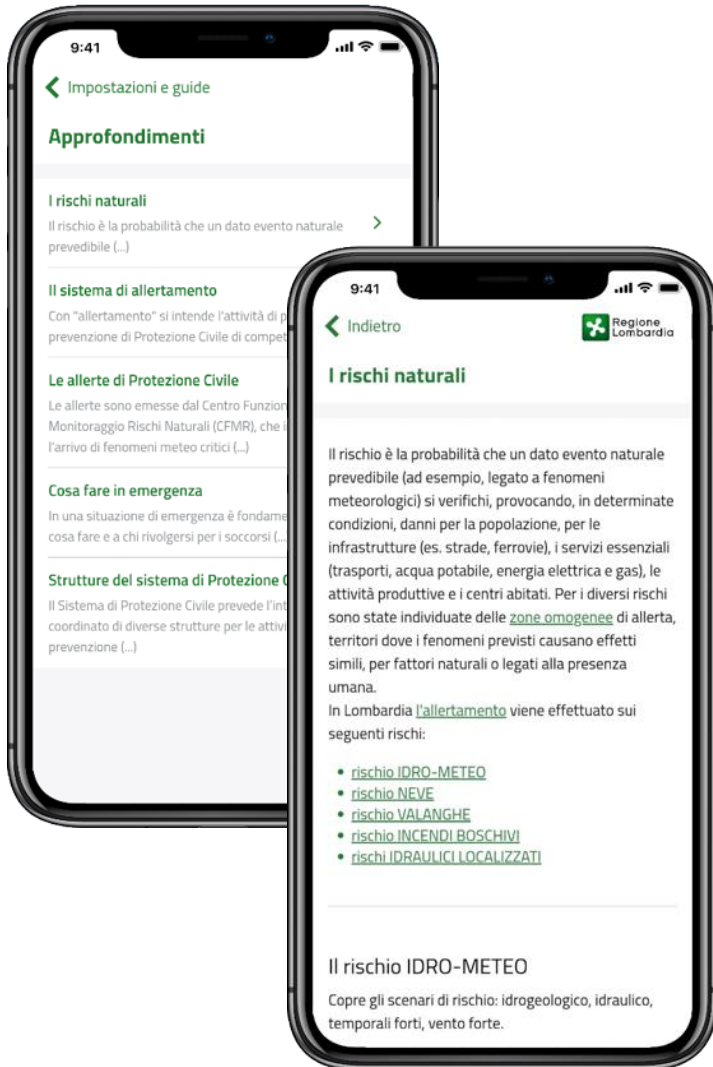 9:41
Impostazioni e guide
Approfondimenti
I rischi naturali
Il rischio è la probabilità che un dato evento naturale
prevedibile (...)
Il sistema di allertamento
Con "allertamento" si intende l'attività di
prevenzione di Protezione Civile di
Le allerte di Protezione Civile
Le allerte sono emesse dal Centro
Monitoraggio Rischi Naturali (CFMR), che
l'arrivo di fenomeni meteo critici (...)
Cosa fare in emergenza
In una situazione di emergenza è
cosa fare e a chi rivolgersi per i soccorsi
Strutture del sistema di Protezione
Il Sistema di Protezione Civile prevede
coordinato di diverse strutture per le
prevenzione (...)
9:41
Indietro
Regione
Lombardia
I rischi naturali
Il rischio è la probabilità che un dato evento naturale
prevedibile (ad esempio, legato a fenomeni
meteorologici) si verifichi, provocando, in determinate
condizioni, danni per la popolazione, per le
infrastrutture (es. strade, ferrovie), i servizi essenziali
(trasporti, acqua potabile, energia elettrica e gas), le
attività produttive e i centri abitati. Per i diversi rischi
sono state individuate delle zone omogenee di allerta,
territori dove i fenomeni previsti causano effetti
simili, per fattori naturali o legati alla presenza
umana.
In Lombardia l'allertamento viene effettuato sui
seguenti rischi:
• rischio IDRO-METEO
• rischio NEVE
• rischio VALANGHE
• rischio INCENDI BOSCHIVI
• rischi IDRAULICI LOCALIZZATI
Il rischio IDRO-METEO
Copre gli scenari di rischio: idrogeologico, idraulico,
temporali forti, vento forte.